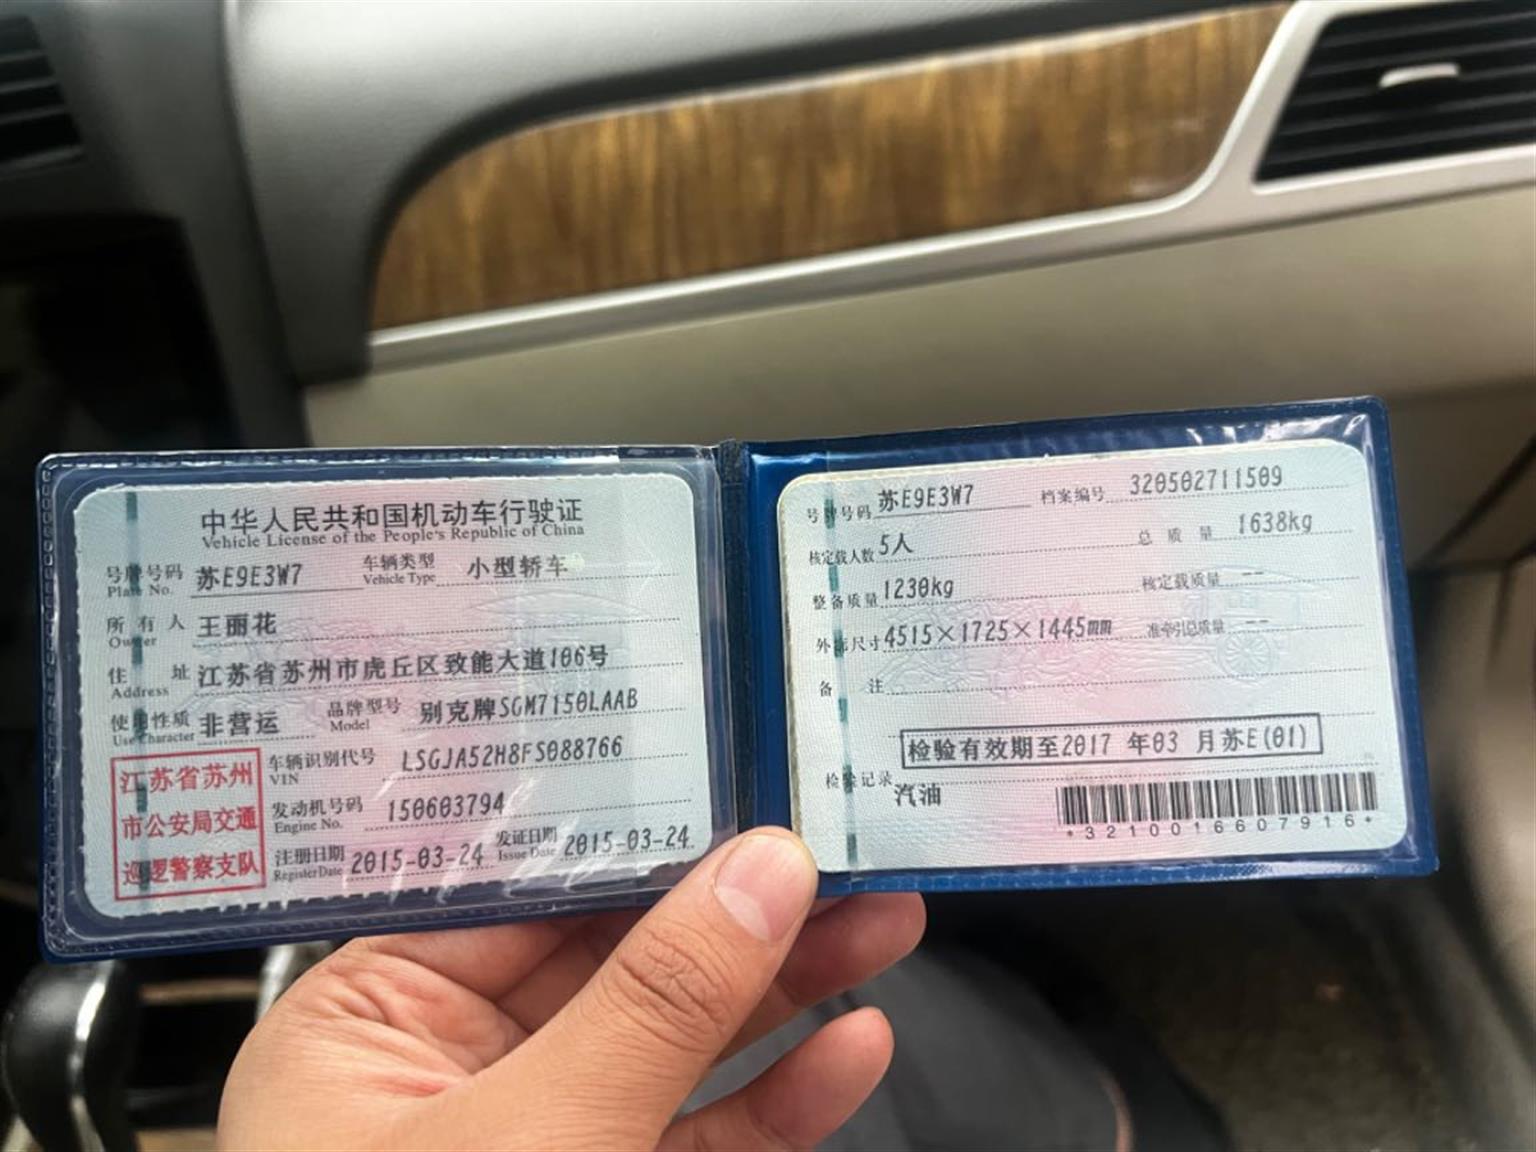 中华人民共和国机动车行驶证
Vehicle License of the People's Republic of China
号牌号码 苏E9E3W7 车辆类型 小型轿车
Plate No. Vehicle Type
所有人 王丽花
Owner
住址 江苏省苏州市虎丘区致能大道106号
Address
使用性质 非营运 品牌型号 别克牌SGM7150LAAB
Use Character Model
江苏省苏州
市公安局交通
巡逻警察支队
车辆识别代号 LSGJA52H8FS088766
VIN
发动机号码 150603794
Engine No.
注册日期 2015-03-24 发证日期 2015-03-24
Register Date Issue Date
号牌号码 苏E9E3W7 档案编号 320502711509
核定载人数 5人 总质量 1638kg
整备质量 1230kg 核定载质量 --
外廓尺寸 4515×1725×1445mm 准牵引总质量 --
备注
检验有效期至2017年03月苏E(01)
检验记录
汽油
*3210016607916*